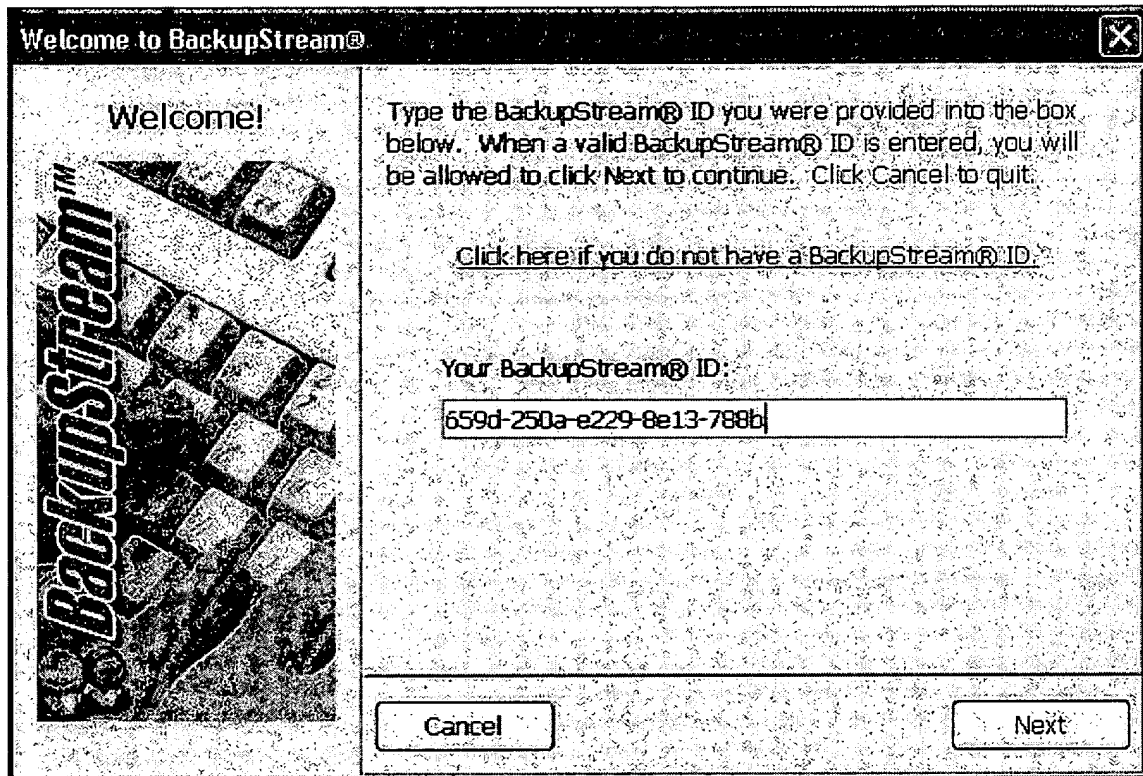 Welcome to BackupStream®
Welcome!
BackupStream™
Type the BackupStream® ID you were provided into the box
below. When a valid BackupStream® ID is entered, you will
be allowed to click Next to continue. Click Cancel to quit.
Click here if you do not have a BackupStream® ID.
Your BackupStream® ID:
659d-250a-e229-8e13-788b
Cancel
Next